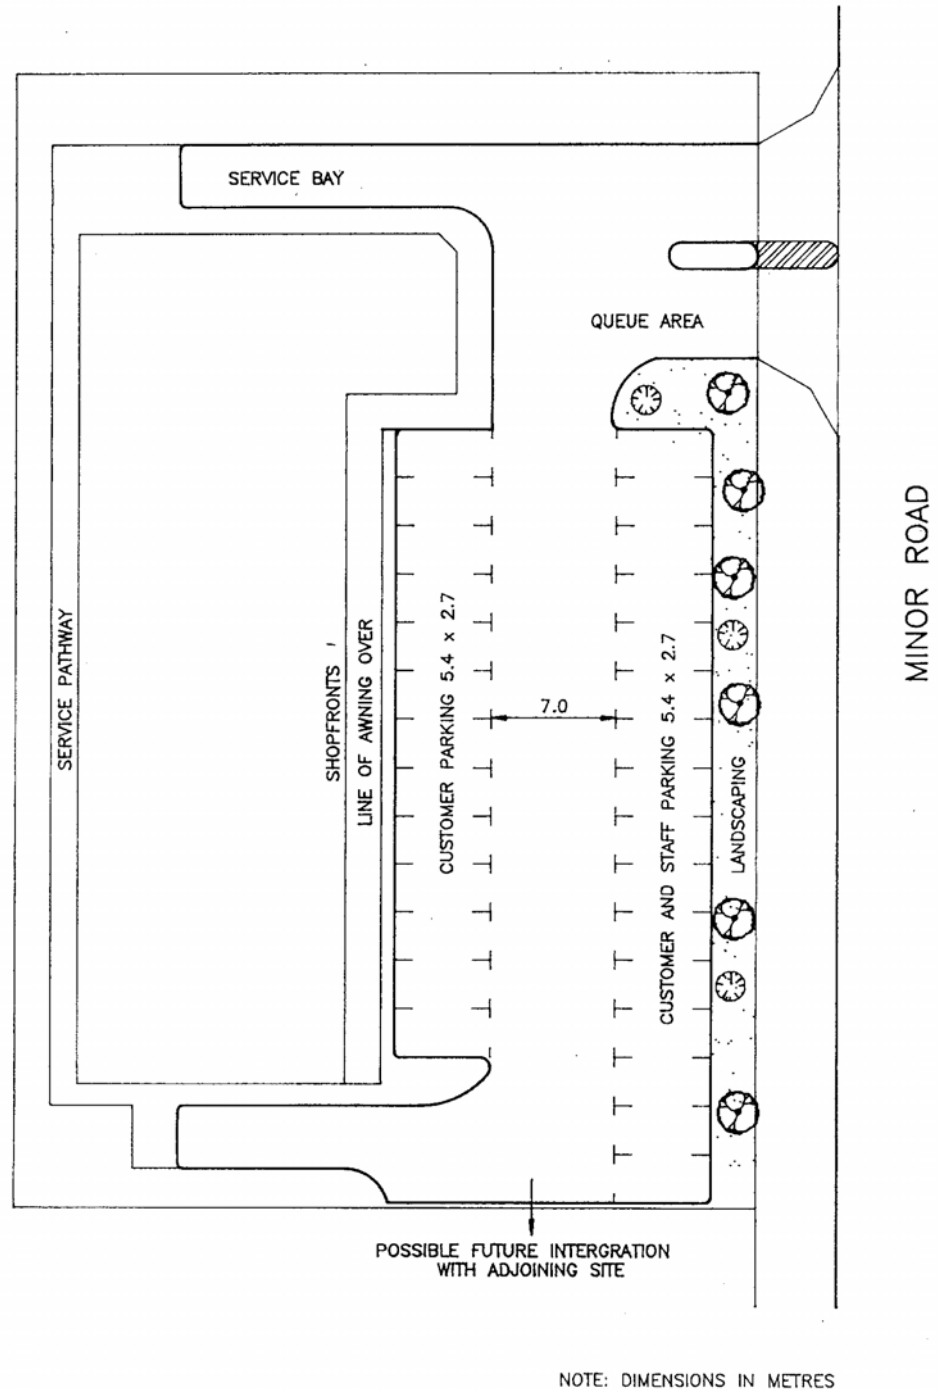 SERVICE BAY
QUEUE AREA
MINOR ROAD
SERVICE PATHWAY
SHOPFRONTS
LINE OF AWNING OVER
CUSTOMER PARKING 5.4 x 2.7
7.0
CUSTOMER AND STAFF PARKING 5.4 x 2.7
LANDSCAPING
POSSIBLE FUTURE INTERGRATION
WITH ADJOINING SITE
NOTE: DIMENSIONS IN METRES